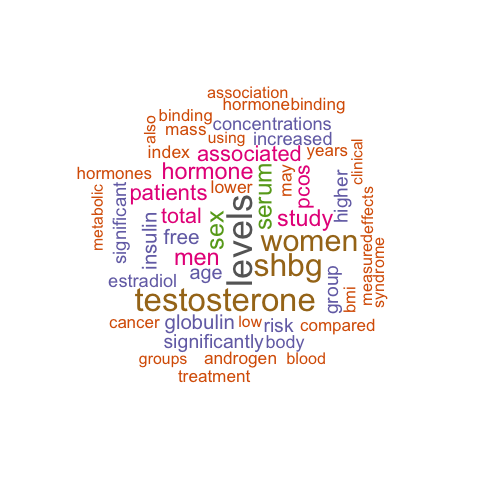 association
hormonebinding
binding
also
mass
concentrations
using
increased
index
associated
years
clinical
hormones
hormone
lower
may
pcos
higher
metabolic
significant
patients
serum
measured
effects
insulin
total
sex
levels
study
free
women
syndrome
men
age
shbg
estradiol
group
bmi
testosterone
cancer
globulin
low
risk
compared
significantly
body
groups
androgen
blood
treatment